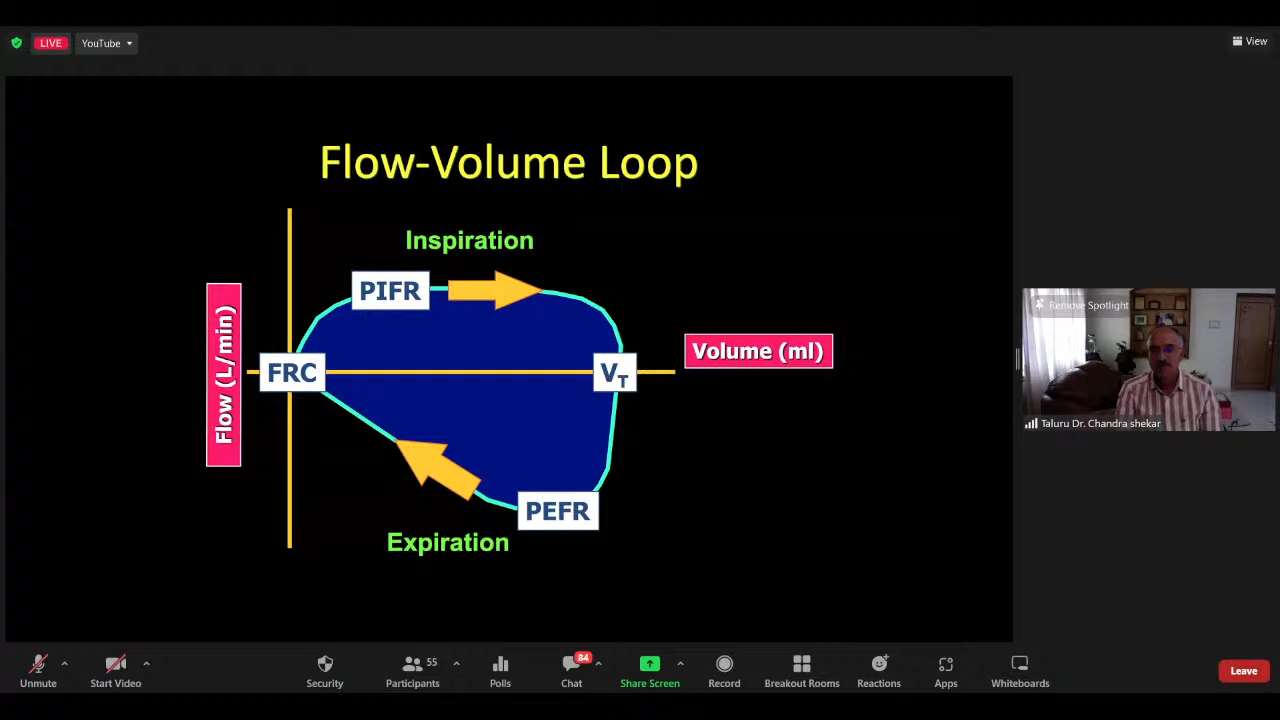 LIVE
YouTube
View
Flow-Volume Loop
Inspiration
PIFR
Flow (L/min)
FRC
VT
Volume (ml)
PEFR
Expiration
Remove Spotlight
Taluru Dr. Chandra shekar
Unmute
Start Video
Security
55
Participants
Polls
84
Chat
Share Screen
Record
Breakout Rooms
Reactions
Apps
Whiteboards
Leave